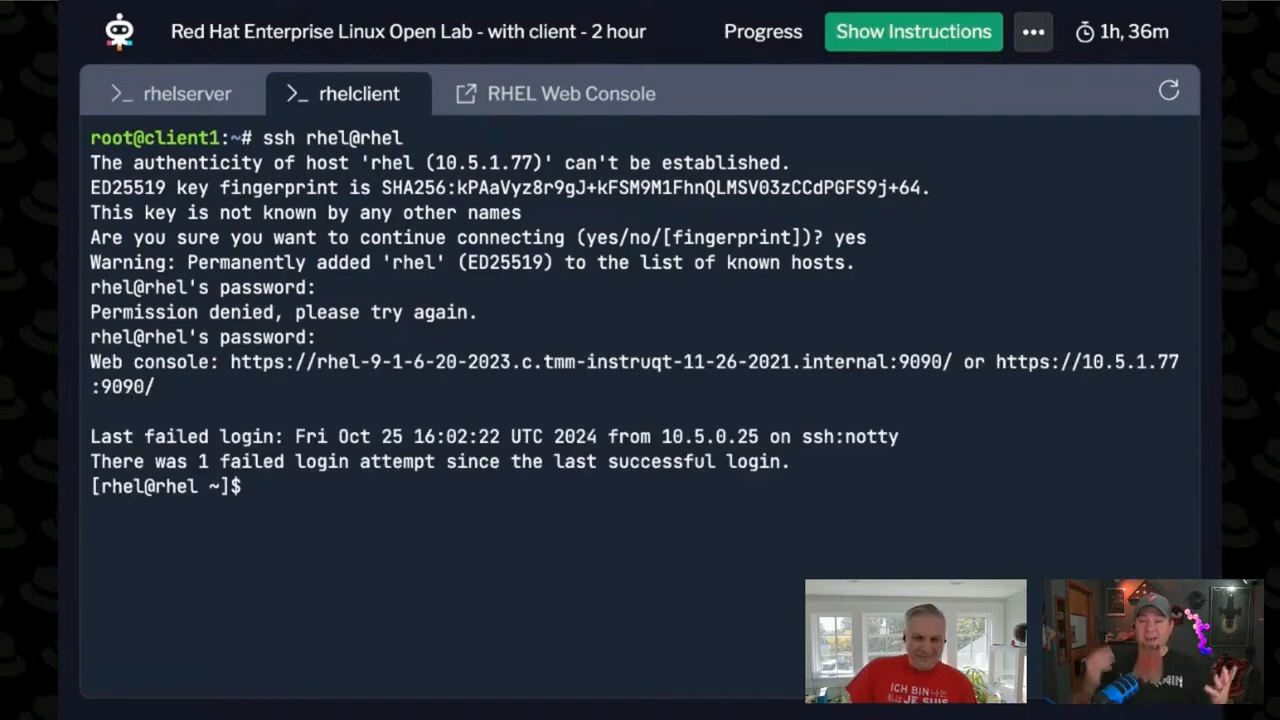 Red Hat Enterprise Linux Open Lab - with client - 2 hour
Progress
Show Instructions
1h, 36m
>_ rhelserver
>_ rhelclient
RHEL Web Console
root@client1:~# ssh rhel@rhel
The authenticity of host 'rhel (10.5.1.77)' can't be established.
ED25519 key fingerprint is SHA256:kPAaVyz8r9gJ+kFSM9M1FhnQLMSV03zCCdPGFS9j+64.
This key is not known by any other names
Are you sure you want to continue connecting (yes/no/[fingerprint])? yes
Warning: Permanently added 'rhel' (ED25519) to the list of known hosts.
rhel@rhel's password:
Permission denied, please try again.
rhel@rhel's password:
Web console: https://rhel-9-1-6-20-2023.c.tmm-instruqt-11-26-2021.internal:9090/ or https://10.5.1.77
:9090/
Last failed login: Fri Oct 25 16:02:22 UTC 2024 from 10.5.0.25 on ssh:notty
There was 1 failed login attempt since the last successful login.
[rhel@rhel ~]$
ICH BIN
JE SUIS